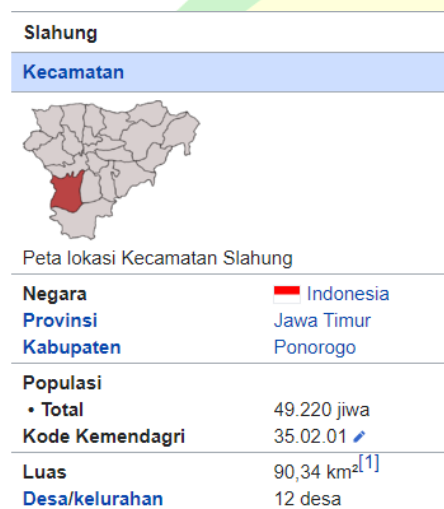 Slahung
Kecamatan
Peta lokasi Kecamatan Slahung
Negara Indonesia
Provinsi Jawa Timur
Kabupaten Ponorogo
Populasi
• Total 49.220 jiwa
Kode Kemendagri 35.02.01
Luas 90,34 km²[1]
Desa/kelurahan 12 desa